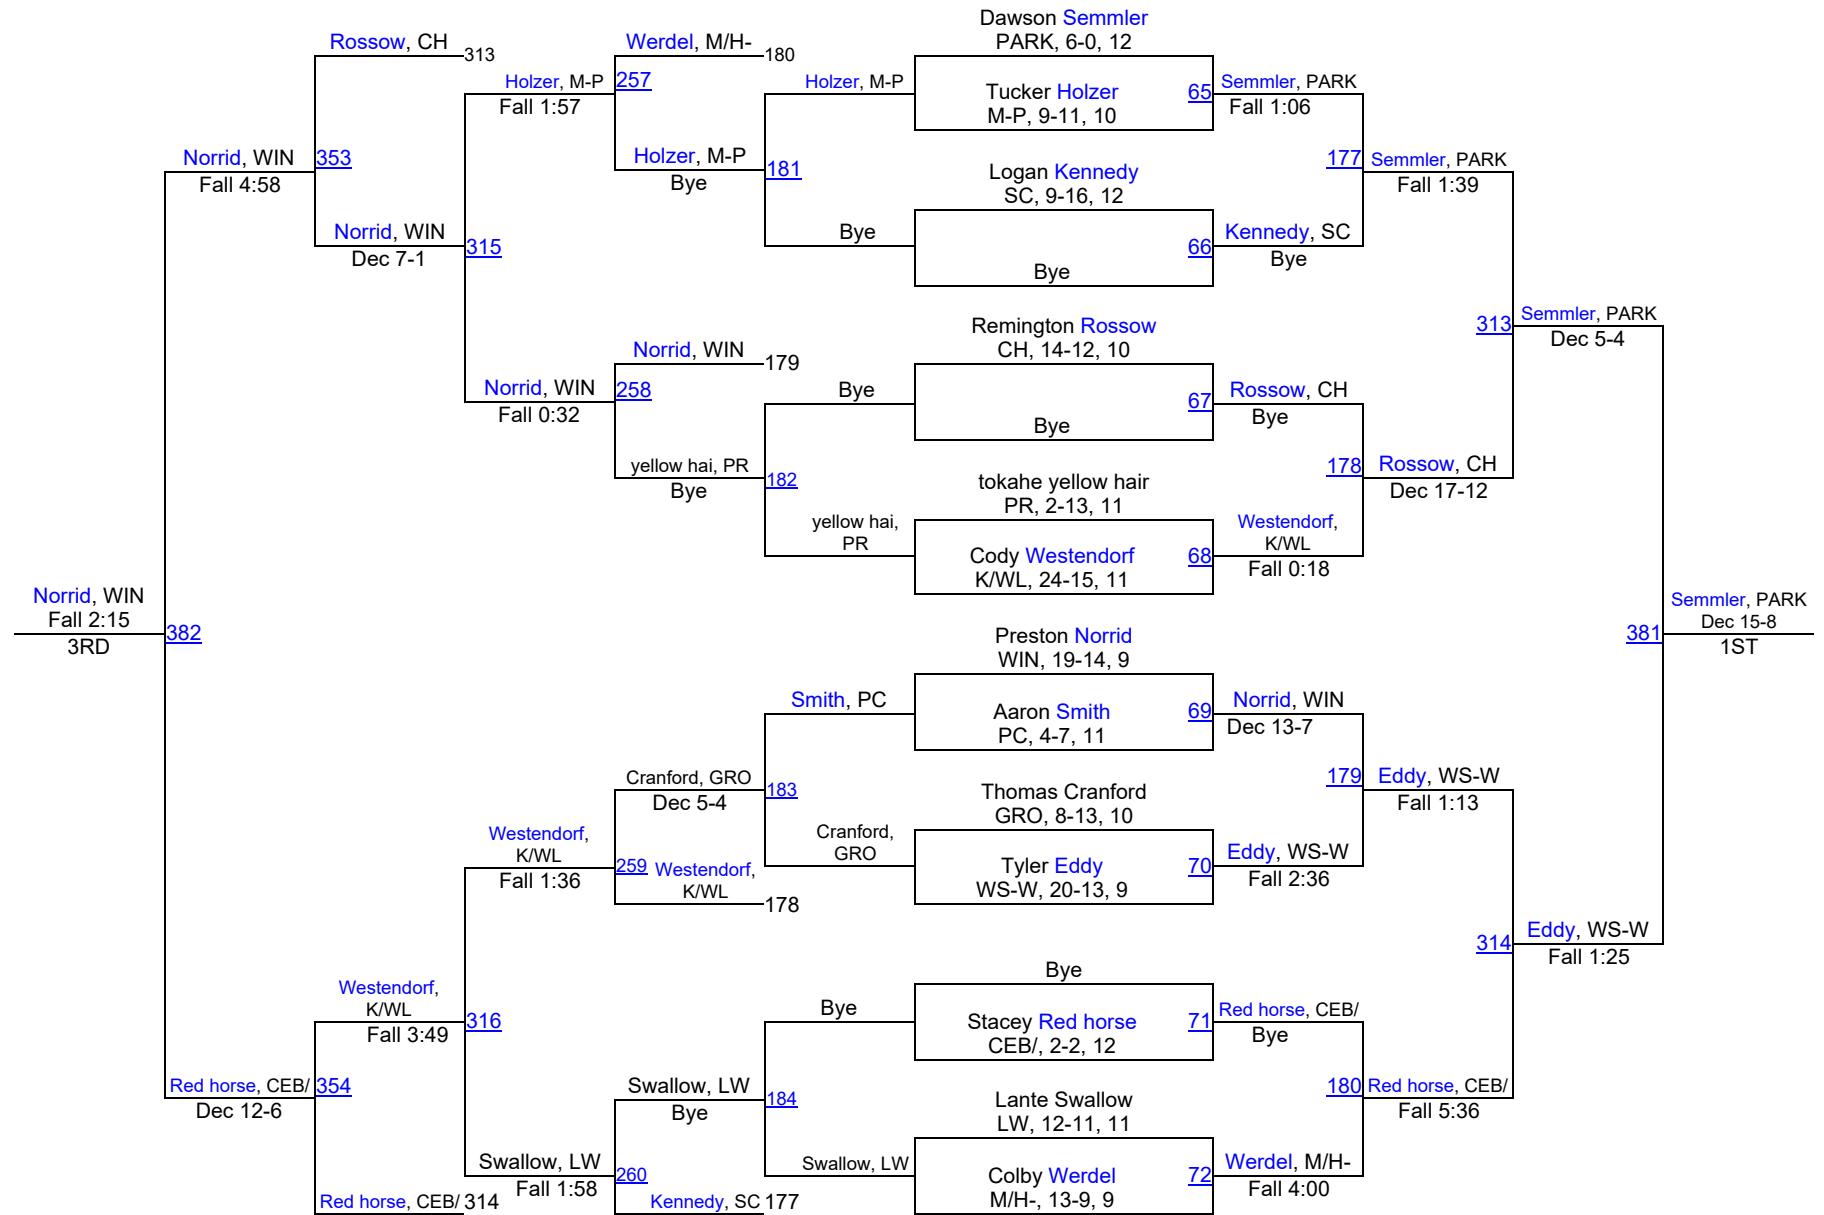 Dawson Semmler
PARK, 6-0, 12
Rossow, CH
313
Werdel, M/H-
180
Holzer, M-P
Fall 1:57
257
Holzer, M-P
Tucker Holzer
M-P, 9-11, 10
65
Semmler, PARK
Fall 1:06
Norrid, WIN
Fall 4:58
353
Holzer, M-P
Bye
181
Logan Kennedy
SC, 9-16, 12
177
Semmler, PARK
Fall 1:39
Norrid, WIN
Dec 7-1
315
Bye
Bye
66
Kennedy, SC
Bye
Remington Rossow
CH, 14-12, 10
313
Semmler, PARK
Dec 5-4
Norrid, WIN
179
Norrid, WIN
Fall 0:32
258
Bye
Bye
67
Rossow, CH
Bye
yellow hai, PR
Bye
182
tokahe yellow hair
PR, 2-13, 11
178
Rossow, CH
Dec 17-12
yellow hai,
PR
Cody Westendorf
K/WL, 24-15, 11
68
Westendorf,
K/WL
Fall 0:18
Norrid, WIN
Fall 2:15
3RD
382
Preston Norrid
WIN, 19-14, 9
381
Semmler, PARK
Dec 15-8
1ST
Smith, PC
Aaron Smith
PC, 4-7, 11
69
Norrid, WIN
Dec 13-7
Cranford, GRO
Dec 5-4
183
Thomas Cranford
GRO, 8-13, 10
179
Eddy, WS-W
Fall 1:13
Westendorf,
K/WL
Fall 1:36
259
Westendorf,
K/WL
178
Cranford,
GRO
Tyler Eddy
WS-W, 20-13, 9
70
Eddy, WS-W
Fall 2:36
314
Eddy, WS-W
Fall 1:25
Bye
Westendorf,
K/WL
Fall 3:49
316
Bye
Stacey Red horse
CEB/, 2-2, 12
71
Red horse, CEB/
Bye
Red horse, CEB/
Dec 12-6
354
Swallow, LW
Bye
184
Lante Swallow
LW, 12-11, 11
180
Red horse, CEB/
Fall 5:36
Swallow, LW
Fall 1:58
260
Swallow, LW
Colby Werdel
M/H-, 13-9, 9
72
Werdel, M/H-
Fall 4:00
Red horse, CEB/
314
Kennedy, SC
177